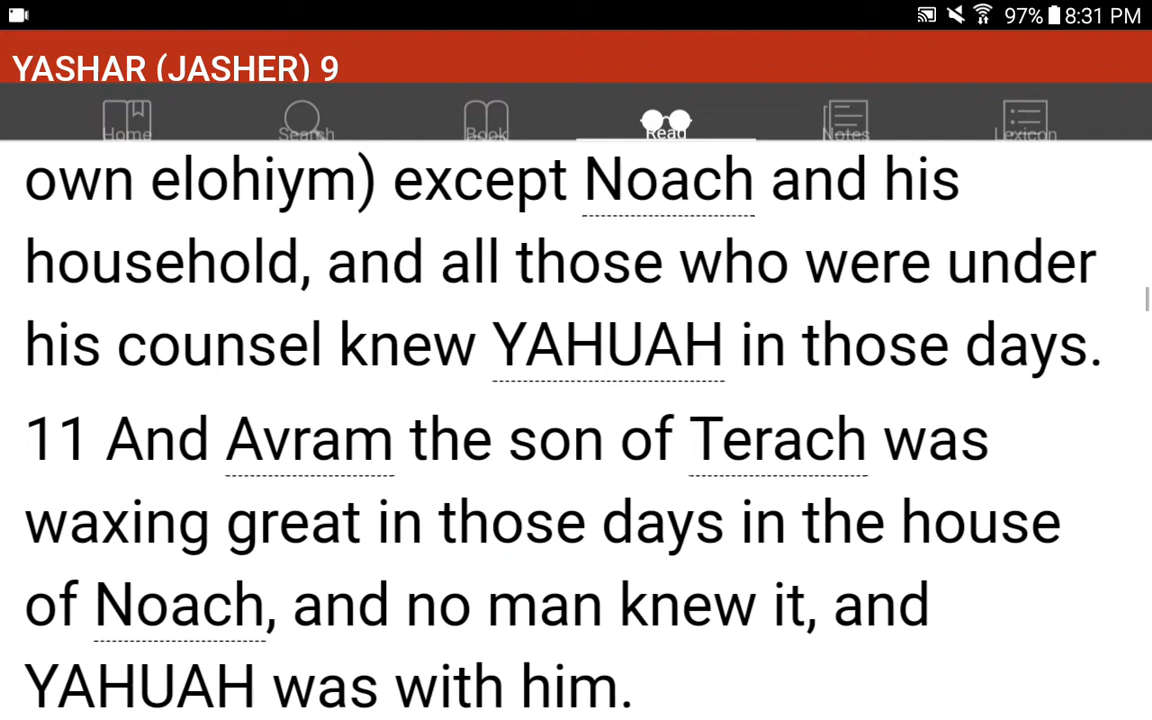 97% 8:31 PM
YASHAR (JASHER) 9
Home Search Book Read Notes Lexicon
own elohiym) except Noach and his
household, and all those who were under
his counsel knew YAHUAH in those days.
11 And Avram the son of Terach was
waxing great in those days in the house
of Noach, and no man knew it, and
YAHUAH was with him.